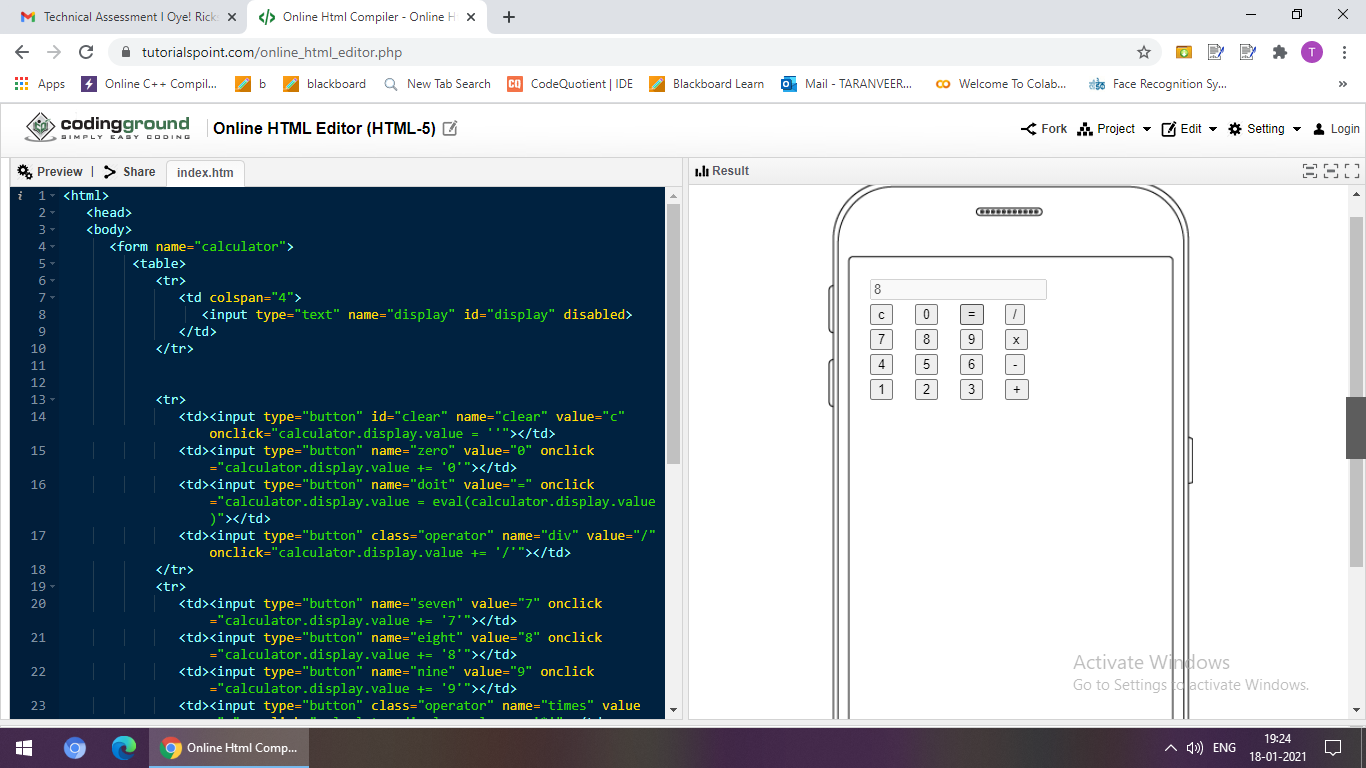 Technical Assessment I Oye! Rick
Online Html Compiler - Online H
tutorialspoint.com/online_html_editor.php
T
Apps
Online C++ Compil...
b
blackboard
New Tab Search
CQ
CodeQuotient | IDE
Blackboard Learn
Mail - TARANVEER...
Welcome To Colab...
Face Recognition Sy...
»
codingground
SIMPLY EASY CODING
Online HTML Editor (HTML-5)
Fork
Project
Edit
Setting
Login
Preview | Share
index.htm
Result
i 1 <html>
2 <head>
3 <body>
4 <form name="calculator">
5 <table>
6 <tr>
7 <td colspan="4">
8 <input type="text" name="display" id="display" disabled>
9 </td>
10 </tr>
11
12
13 <tr>
14 <td><input type="button" id="clear" name="clear" value="c"
onclick="calculator.display.value = ''"></td>
15 <td><input type="button" name="zero" value="0" onclick
="calculator.display.value += '0'"></td>
16 <td><input type="button" name="doit" value="=" onclick
="calculator.display.value = eval(calculator.display.value
)"></td>
17 <td><input type="button" class="operator" name="div" value="/"
onclick="calculator.display.value += '/'"></td>
18 </tr>
19 <tr>
20 <td><input type="button" name="seven" value="7" onclick
="calculator.display.value += '7'"></td>
21 <td><input type="button" name="eight" value="8" onclick
="calculator.display.value += '8'"></td>
22 <td><input type="button" name="nine" value="9" onclick
="calculator.display.value += '9'"></td>
23 <td><input type="button" class="operator" name="times" value
8
c 0 = /
7 8 9 x
4 5 6 -
1 2 3 +
Activate Windows
Go to Settings to activate Windows.
Online Html Comp...
ENG
19:24
18-01-2021